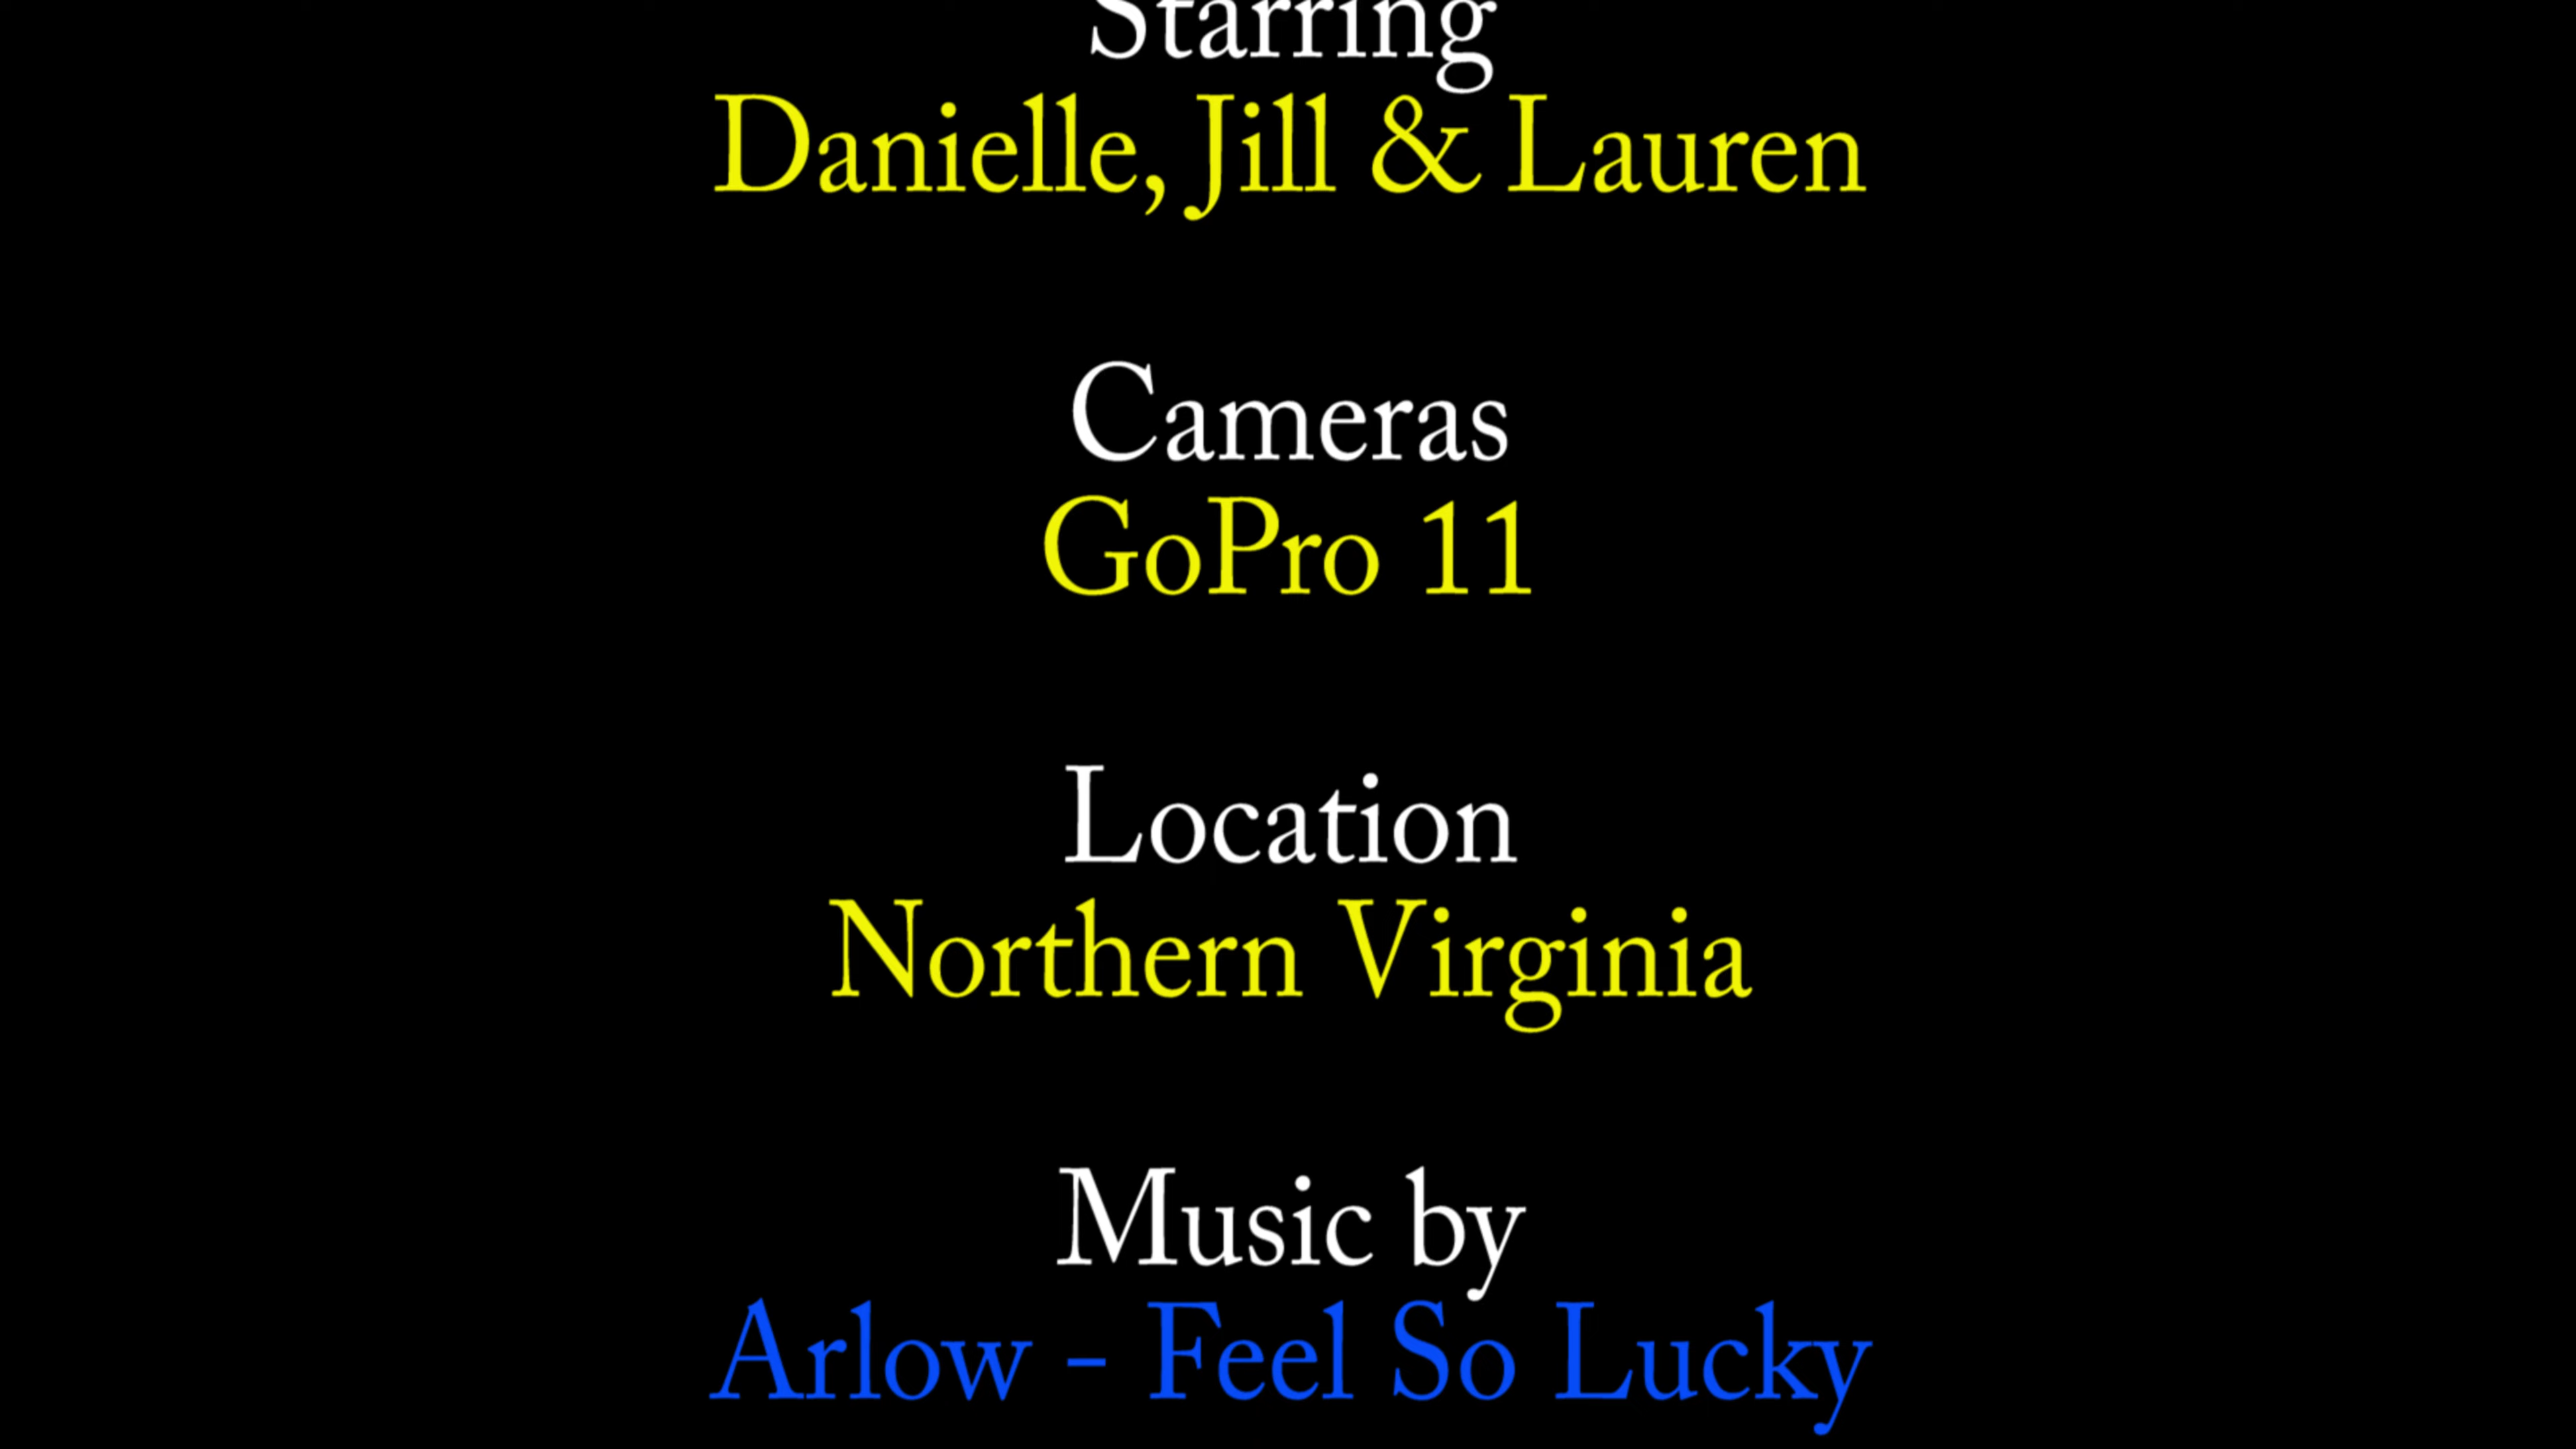 Starring
Danielle, Jill & Lauren
Cameras
GoPro 11
Location
Northern Virginia
Music by
Arlow - Feel So Lucky